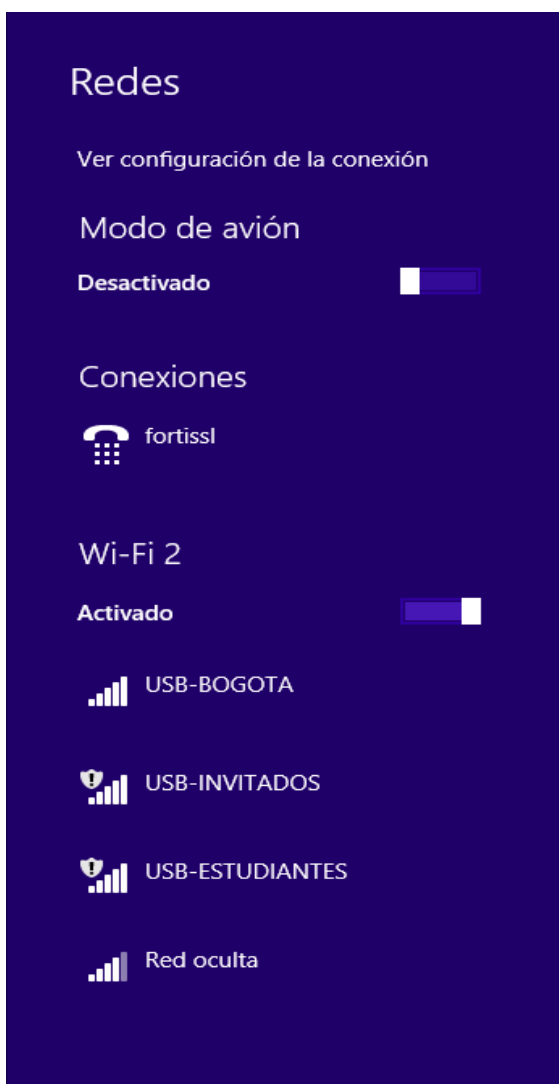 Redes
Ver configuración de la conexión
Modo de avión
Desactivado
Conexiones
fortissl
Wi-Fi 2
Activado
USB-BOGOTA
USB-INVITADOS
USB-ESTUDIANTES
Red oculta